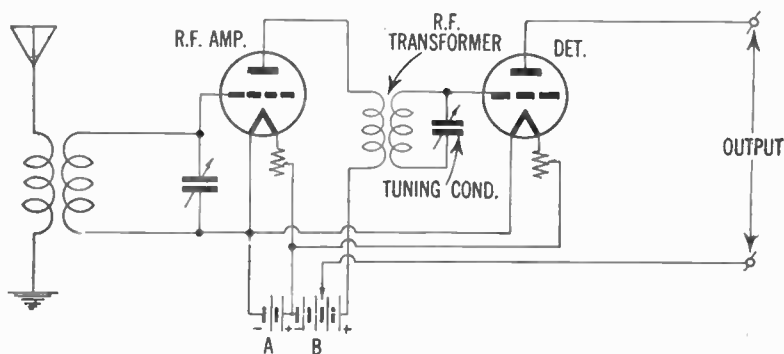 R.F.
TRANSFORMER
R.F. AMP.
DET.
OUTPUT
TUNING COND.
- + - +
A B